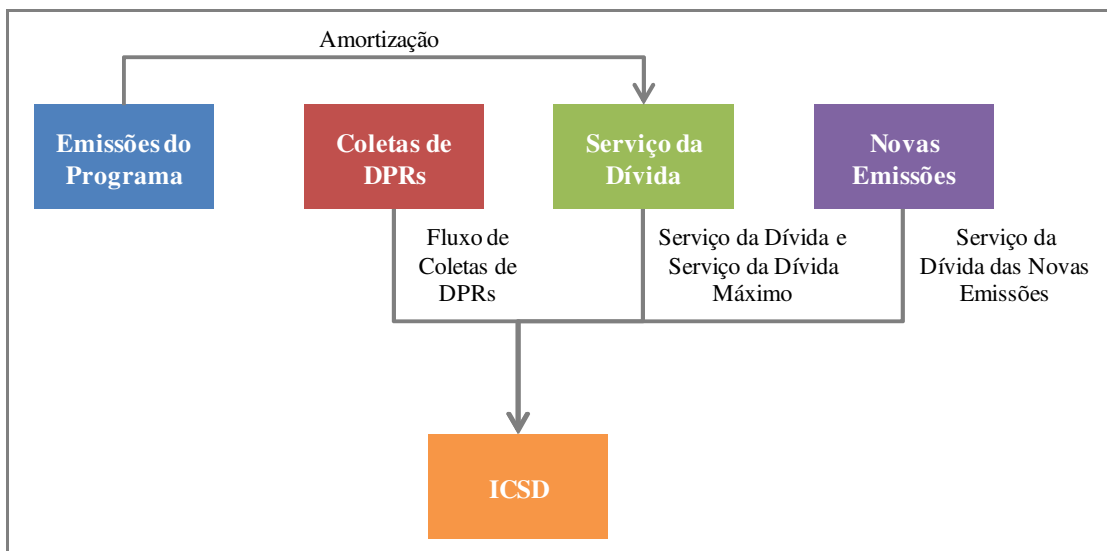 Amortização
Emissões do
Programa
Coletas de
DPRs
Serviço da
Dívida
Novas
Emissões
Fluxo de
Coletas de
DPRs
Serviço da Dívida e
Serviço da Dívida
Máximo
Serviço da
Dívida das Novas
Emissões
ICSD